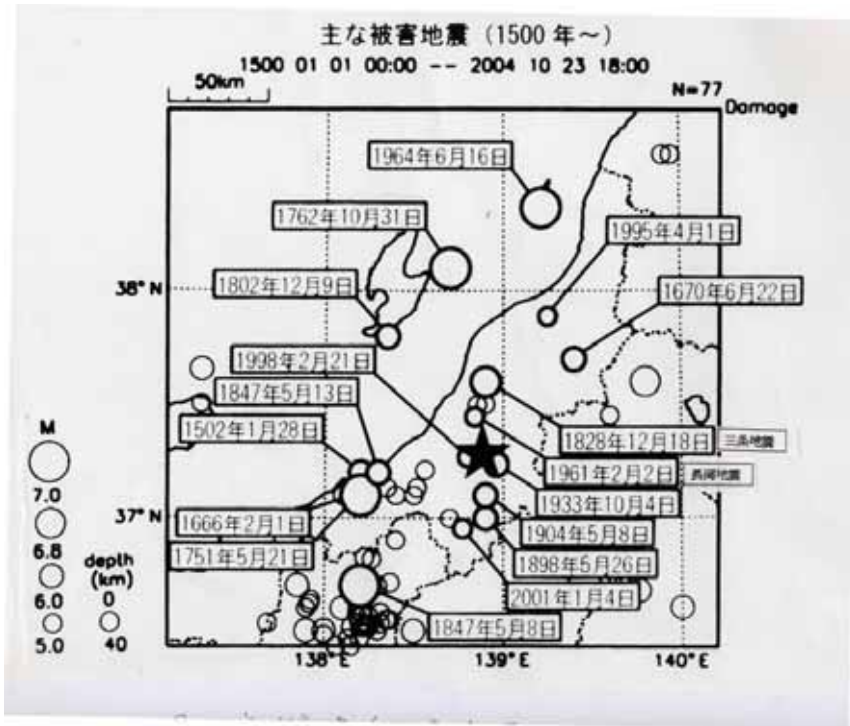 主な被害地震 (1500 年～)
1500 01 01 00:00 -- 2004 10 23 18:00
50km
N=77
Damage
1964年6月16日
1762年10月31日
1995年4月1日
1802年12月9日
38° N
1670年6月22日
1998年2月21日
1847年5月13日
1502年1月28日
1828年12月18日
三条地震
M
1961年2月2日
長岡地震
7.0
1933年10月4日
37° N
1666年2月1日
1904年5月8日
6.8
1751年5月21日
1898年5月26日
depth
(km)
2001年1月4日
6.0
0
1847年5月8日
5.0
40
138° E
139° E
140° E